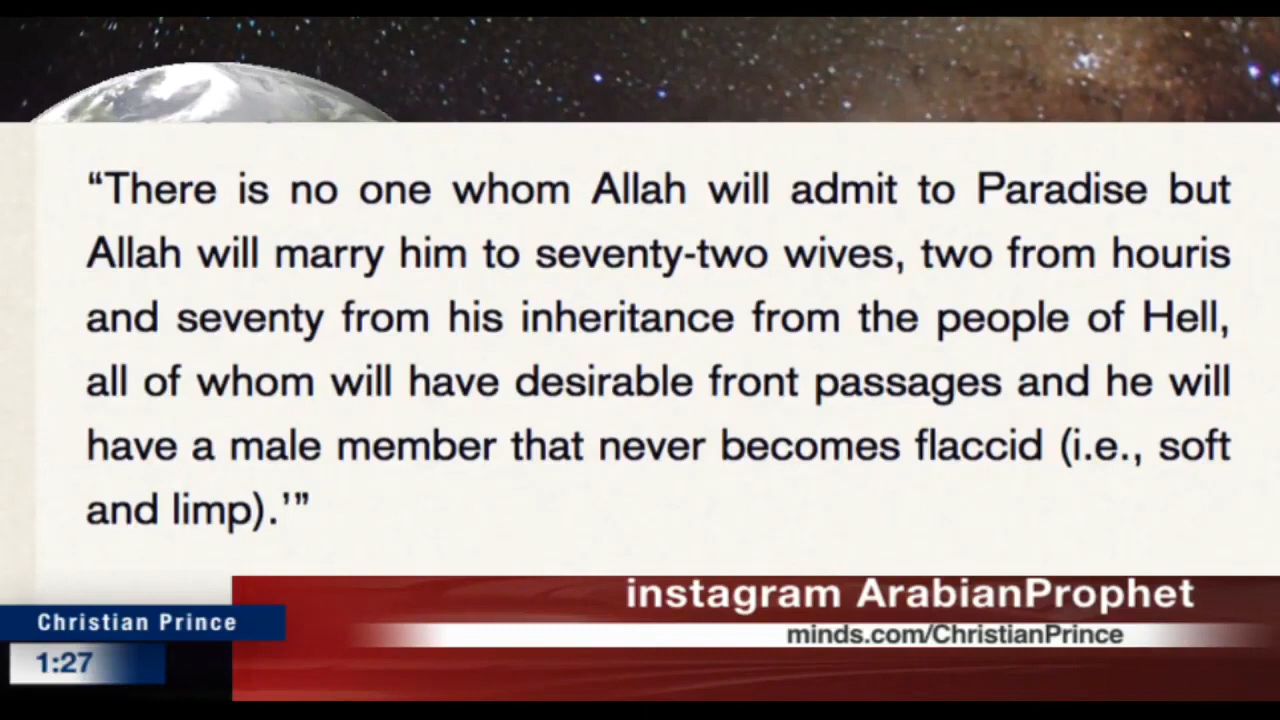 “There is no one whom Allah will admit to Paradise but
Allah will marry him to seventy-two wives, two from houris
and seventy from his inheritance from the people of Hell,
all of whom will have desirable front passages and he will
have a male member that never becomes flaccid (i.e., soft
and limp).’”
instagram ArabianProphet
Christian Prince
minds.com/ChristianPrince
1:27